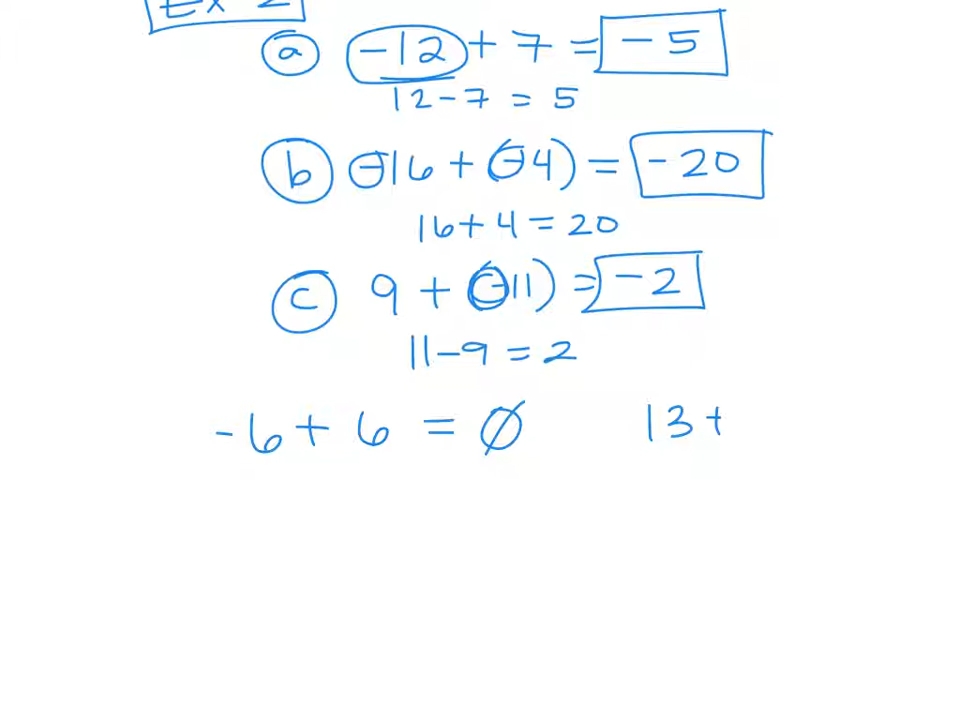 Ex 2
a -12 + 7 = -5
12-7 = 5
b -16 + (-4) = -20
16+4 = 20
c 9 + (-11) = -2
11-9 = 2
-6 + 6 = 0 13 +